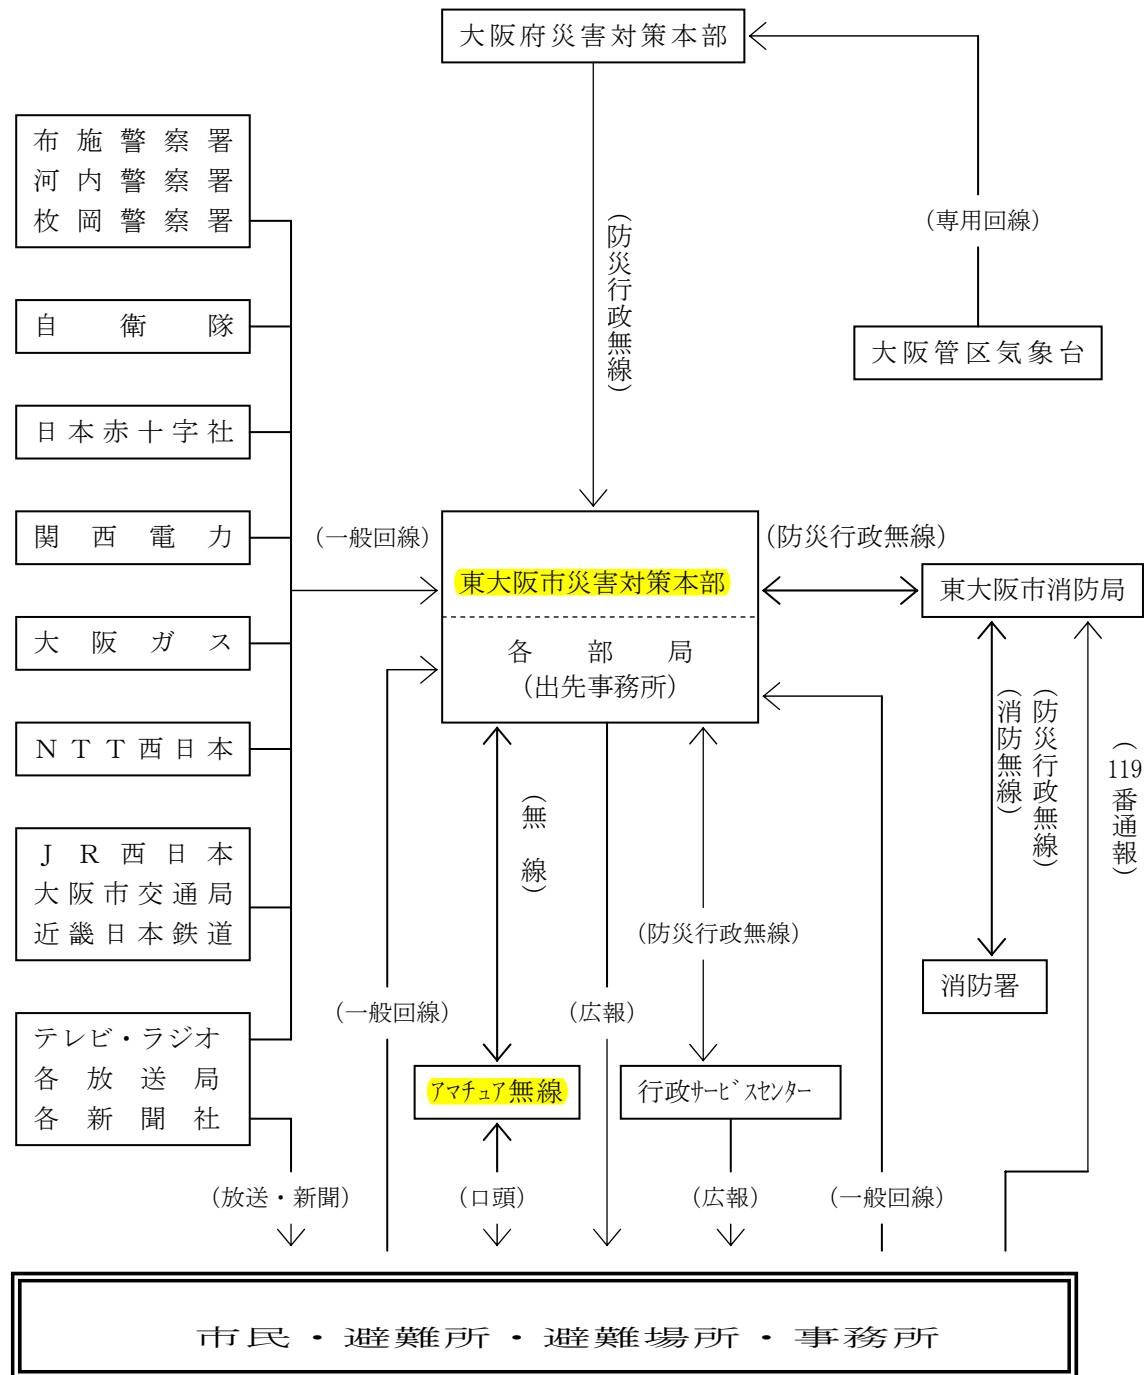 大阪府災害対策本部
布施警察署
河内警察署
枚岡警察署
(防災行政無線)
(専用回線)
自衛隊
大阪管区気象台
日本赤十字社
関西電力
(一般回線)
(防災行政無線)
東大阪市災害対策本部
東大阪市消防局
大阪ガス
各部局
(出先事務所)
NTT西日本
(無線)
(消防無線)
(防災行政無線)
(119番通報)
JR西日本
大阪市交通局
近畿日本鉄道
(防災行政無線)
消防署
(一般回線)
(広報)
テレビ・ラジオ
各放送局
各新聞社
アマチュア無線
行政サービスセンター
(放送・新聞)
(口頭)
(広報)
(一般回線)
市民・避難所・避難場所・事務所